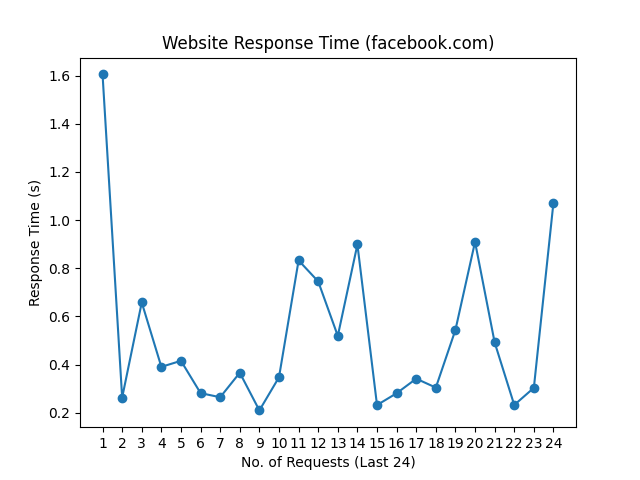 Website Response Time (facebook.com)
Response Time (s)
1.6
1.4
1.2
1.0
0.8
0.6
0.4
0.2
1 2 3 4 5 6 7 8 9 10 11 12 13 14 15 16 17 18 19 20 21 22 23 24
No. of Requests (Last 24)